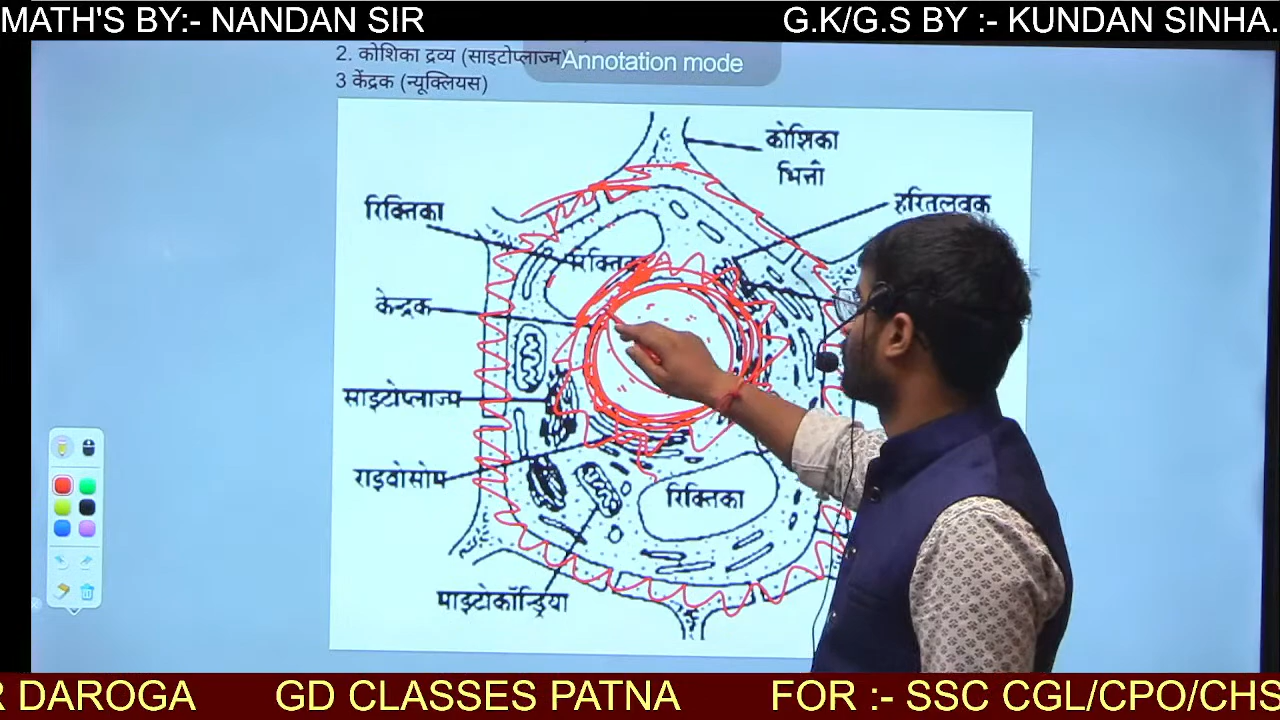 MATH'S BY:- NANDAN SIR
G.K/G.S BY :- KUNDAN SINHA.
2. कोशिका द्रव्य (साइटोप्लाज्म)
Annotation mode
3 केंद्रक (न्यूक्लियस)
कोशिका
भित्ती
रिक्तिका
हरितलवक
रिक्तिका
केन्द्रक
साइटोप्लाज्म
राइवोसोम
रिक्तिका
माइटोकॉन्ड्रिया
R DAROGA
GD CLASSES PATNA
FOR :- SSC CGL/CPO/CHS